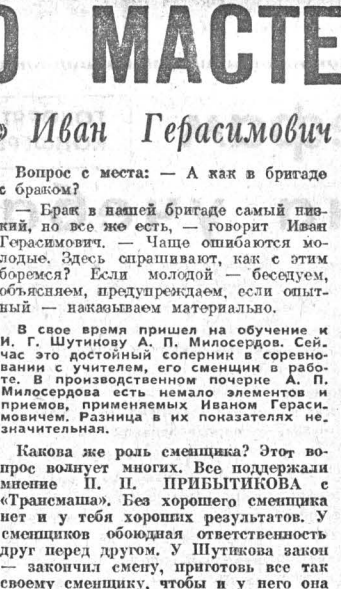 О МАСТЕ
» Иван Герасимович
Вопрос с места: — А как в бригаде
с браком?
— Брак в нашей бригаде самый низ-
кий, но все же есть, — говорит Иван
Герасимович. — Чаще ошибаются мо-
лодые. Здесь спрашивают, как с этим
боремся? Если молодой — беседуем,
объясняем, предупреждаем, если опыт-
ный — наказываем материально.
В свое время пришел на обучение к
И. Г. Шутикову А. П. Милосердов. Сей-
час это достойный соперник в соревно-
вании с учителем, его сменщик в рабо-
те. В производственном почерке А. П.
Милосердова есть немало элементов и
приемов, применяемых Иваном Гераси-
мовичем. Разница в их показателях не-
значительная.
Какова же роль сменщика? Этот во-
прос волнует многих. Все поддержали
мнение П. П. ПРИБЫТИКОВА с
«Трансмаша». Без хорошего сменщика
нет и у тебя хороших результатов. У
сменщиков обоюдная ответственность
друг перед другом. У Шутикова закон
— закончил смену, приготовь все так
своему сменщику, чтобы и у него она